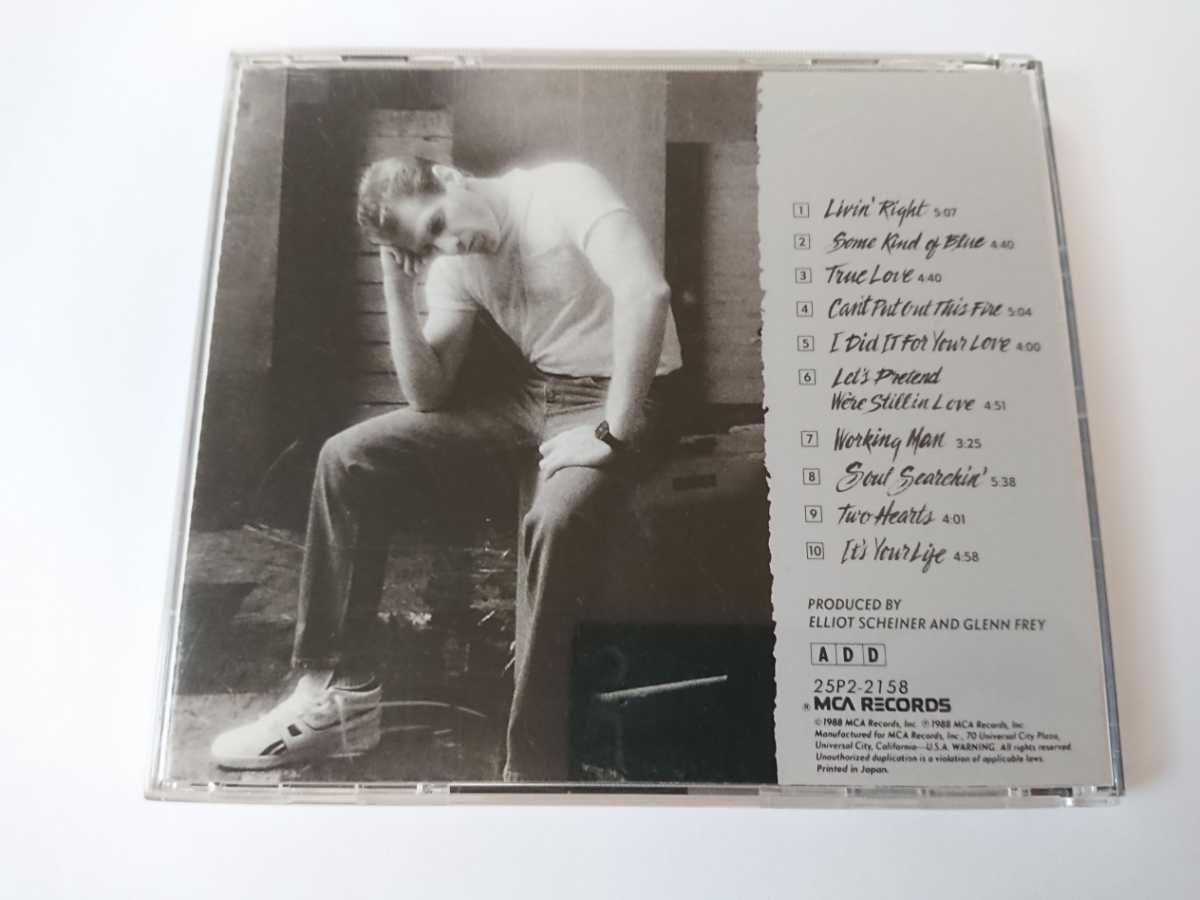 1 Livin' Right 5:07
2 Some Kind of Blue 4:40
3 True Love 4:40
4 Can't Put Out This Fire 5:04
5 I Did It For Your Love 4:00
6 Let's Pretend
We're Still in Love 4:51
7 Working Man 3:25
8 Soul Searchin' 5:38
9 Two Hearts 4:01
10 It's Your Life 4:58
PRODUCED BY
ELLIOT SCHEINER AND GLENN FREY
A D D
25P2-2158
® MCA RECORDS
© 1988 MCA Records, Inc. ℗ 1988 MCA Records, Inc.
Manufactured for MCA Records, Inc., 70 Universal City Plaza,
Universal City, California—U.S.A. WARNING. All rights reserved.
Unauthorized duplication is a violation of applicable laws.
Printed in Japan.